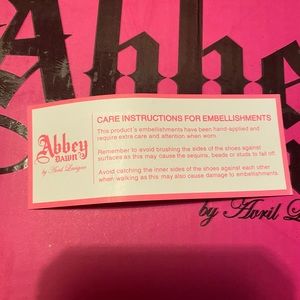 Abbey
Abbey
DAWN
by Avril Lavigne
CARE INSTRUCTIONS FOR EMBELLISHMENTS
This product's embellishments have been hand-applied and
require extra care and attention when worn.
Remember to avoid brushing the sides of the shoes against
surfaces as this may cause the sequins, beads or studs to fall off.
Avoid catching the inner sides of the shoes against each other
when walking as this may also cause damage to embellishments.
by Avril L